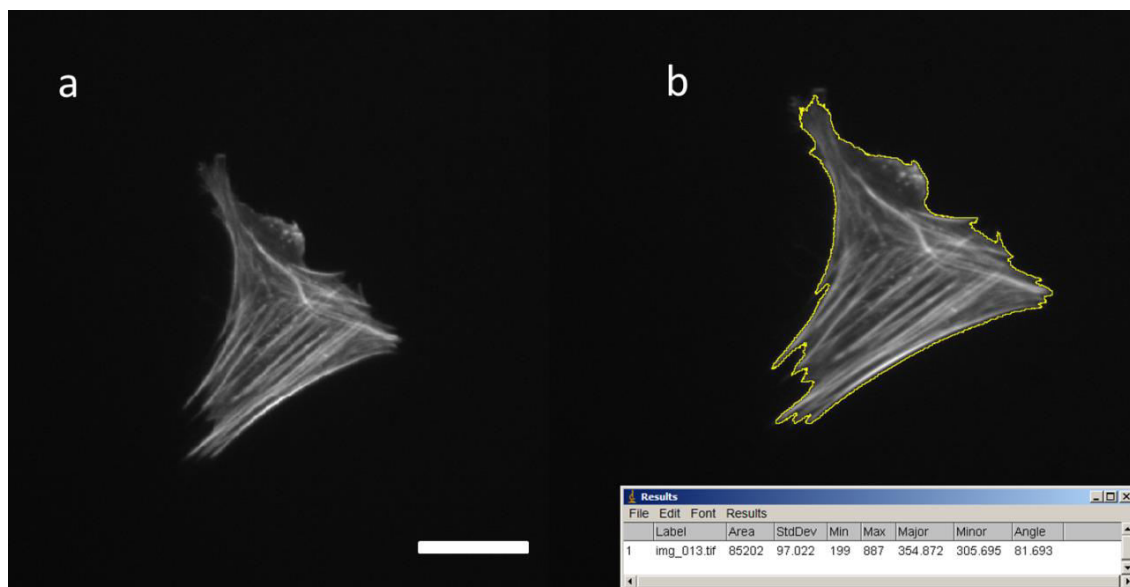 a
b
Results
File Edit Font Results
Label Area StdDev Min Max Major Minor Angle
1 img_013.tif 85202 97.022 199 887 354.872 305.695 81.693